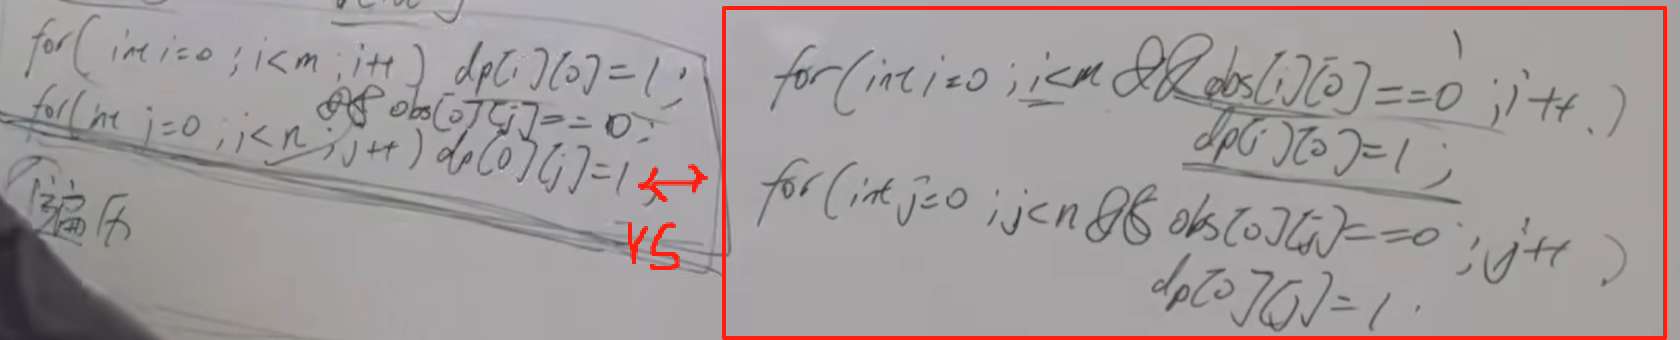 for(int i=0; i<m; i++) dp[i][0]=1;
&& obs[0][j]==0;
for(int j=0; j<n; j++) dp[0][j]=1;
遍历
VS
for(int i=0; i<m && obs[i][0]==0; i++)
dp[i][0]=1;
for(int j=0; j<n && obs[0][j]==0; j++)
dp[0][j]=1.